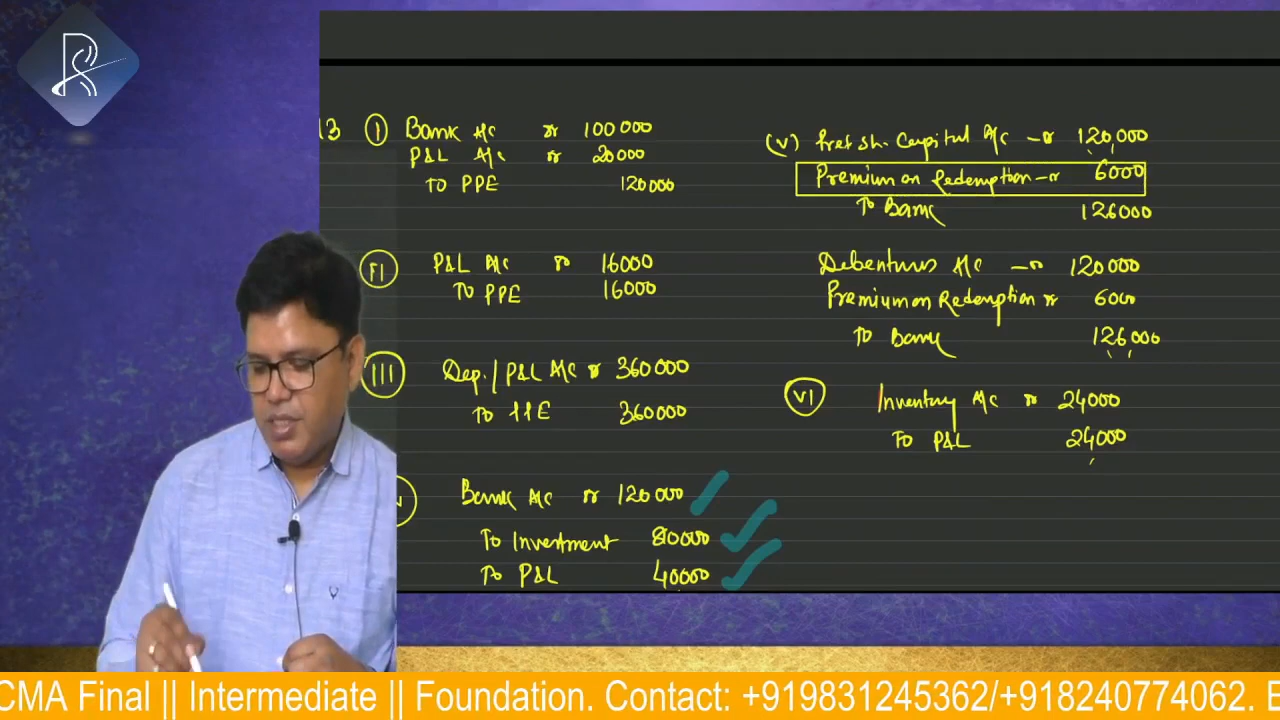 RS
13 (I) Bank A/c Dr 100000
P&L A/c Dr 20000
To PPE 120000
(II) P&L A/c Dr 16000
To PPE 16000
(III) Dep./P&L A/c Dr 360000
To PPE 360000
Bank A/c Dr 120000
To Investment 80000
To P&L 40000
(V) Pref sh. Capital A/c - Dr 120,000
Premium on Redemption - Dr 6000
To Bank 126000
Debentures A/c - Dr 120000
Premium on Redemption Dr 6000
To Bank 126000
(VI) Inventory A/c Dr 24000
To P&L 24000
CMA Final || Intermediate || Foundation. Contact: +919831245362/+918240774062. E